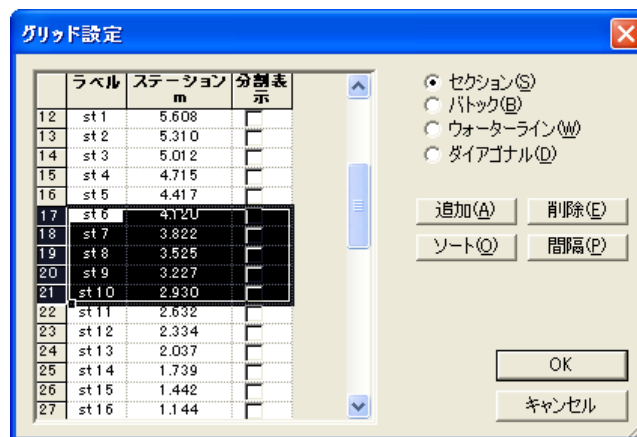 グリッド設定
ラベル ステーション m 分割表示
12 st 1 5.608
13 st 2 5.310
14 st 3 5.012
15 st 4 4.715
16 st 5 4.417
17 st 6 4.120
18 st 7 3.822
19 st 8 3.525
20 st 9 3.227
21 st 10 2.930
22 st 11 2.632
23 st 12 2.334
24 st 13 2.037
25 st 14 1.739
26 st 15 1.442
27 st 16 1.144
セクション(S)
バトック(B)
ウォーターライン(W)
ダイアゴナル(D)
追加(A) 削除(E)
ソート(O) 間隔(P)
OK
キャンセル